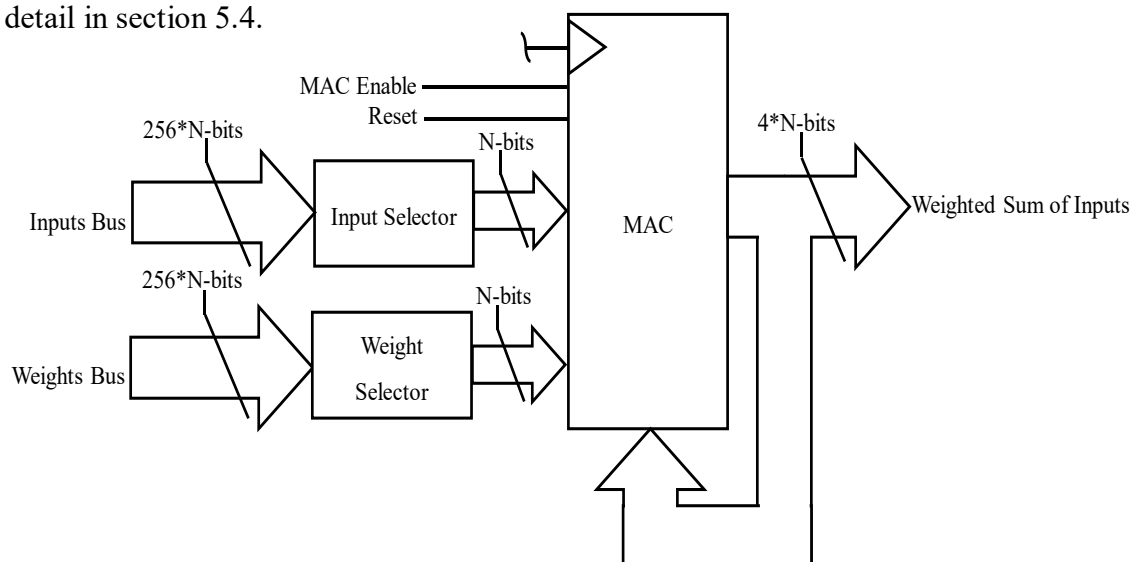 detail in section 5.4.
MAC Enable
Reset
256*N-bits
N-bits
4*N-bits
Inputs Bus
Input Selector
MAC
Weighted Sum of Inputs
256*N-bits
N-bits
Weights Bus
Weight
Selector